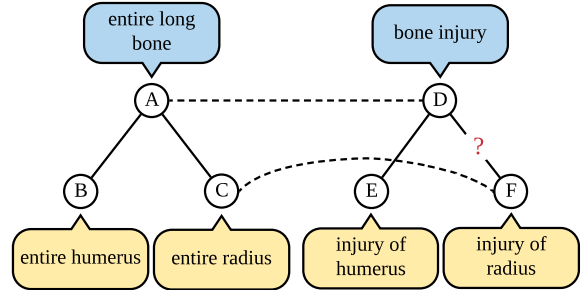 entire long
bone
bone injury
A
D
?
B
C
E
F
entire humerus
entire radius
injury of
humerus
injury of
radius